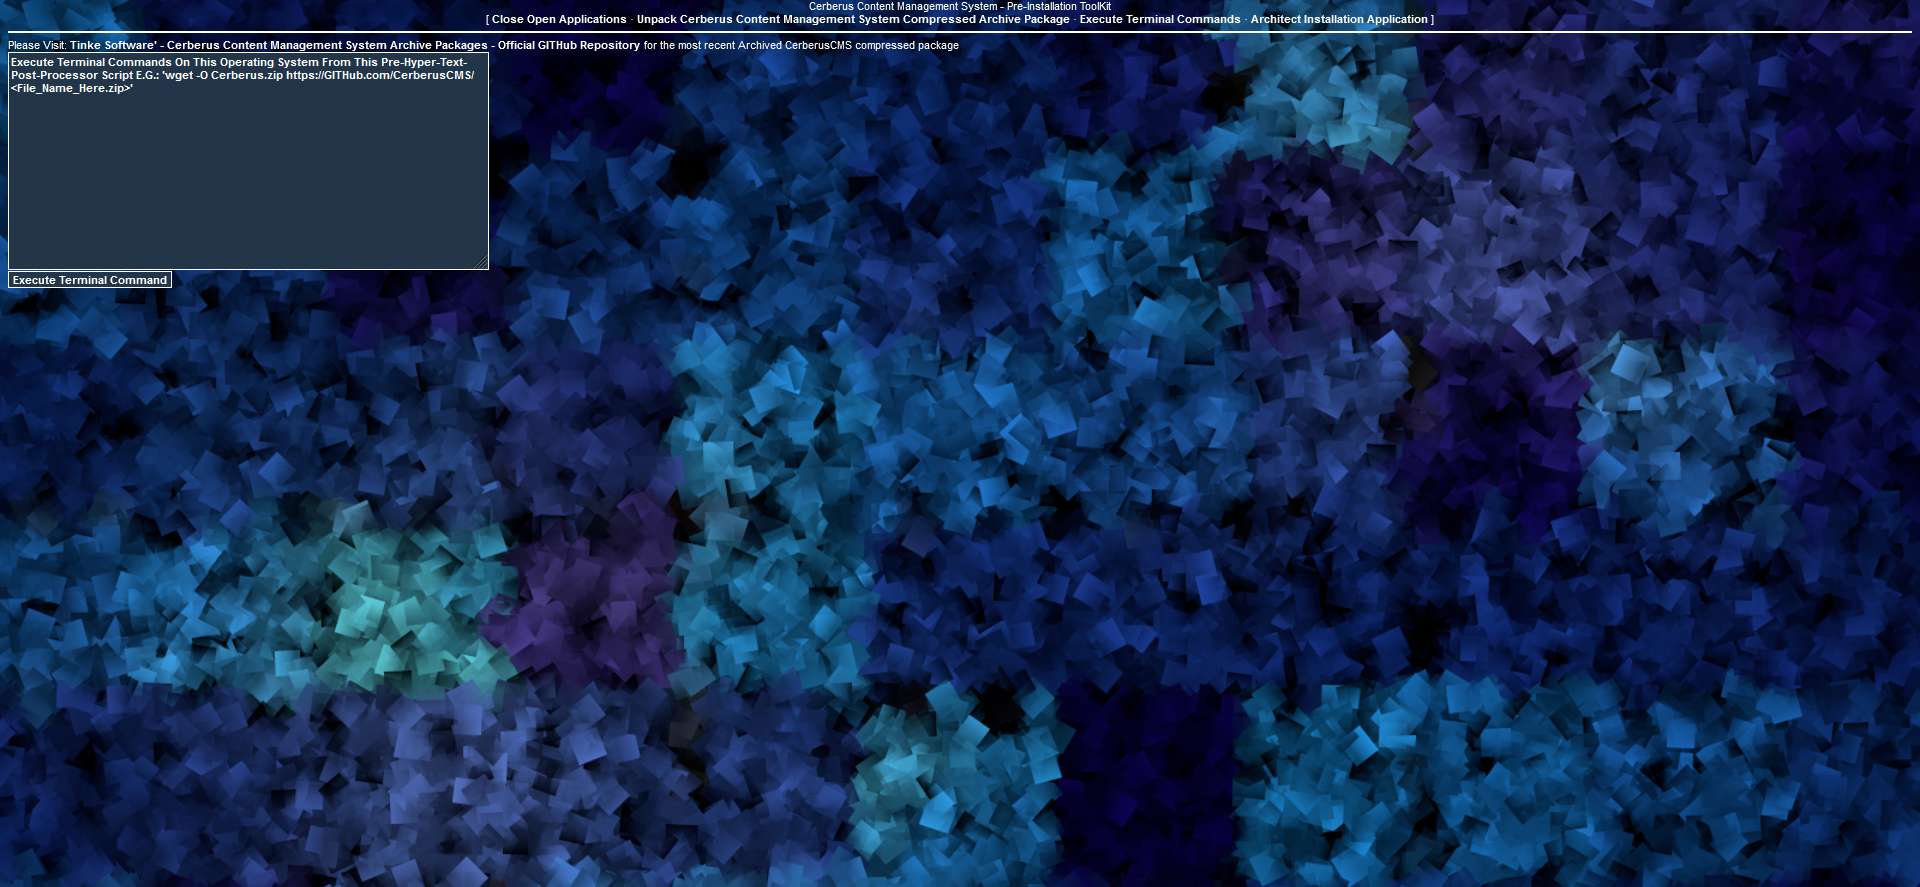 Cerberus Content Management System - Pre-Installation ToolKit
[ Close Open Applications · Unpack Cerberus Content Management System Compressed Archive Package · Execute Terminal Commands · Architect Installation Application ]
Please Visit: Tinke Software' - Cerberus Content Management System Archive Packages - Official GITHub Repository for the most recent Archived CerberusCMS compressed package
Execute Terminal Commands On This Operating System From This Pre-Hyper-Text-
Post-Processor Script E.G.: 'wget -O Cerberus.zip https://GITHub.com/CerberusCMS/
<File_Name_Here.zip>'
Execute Terminal Command